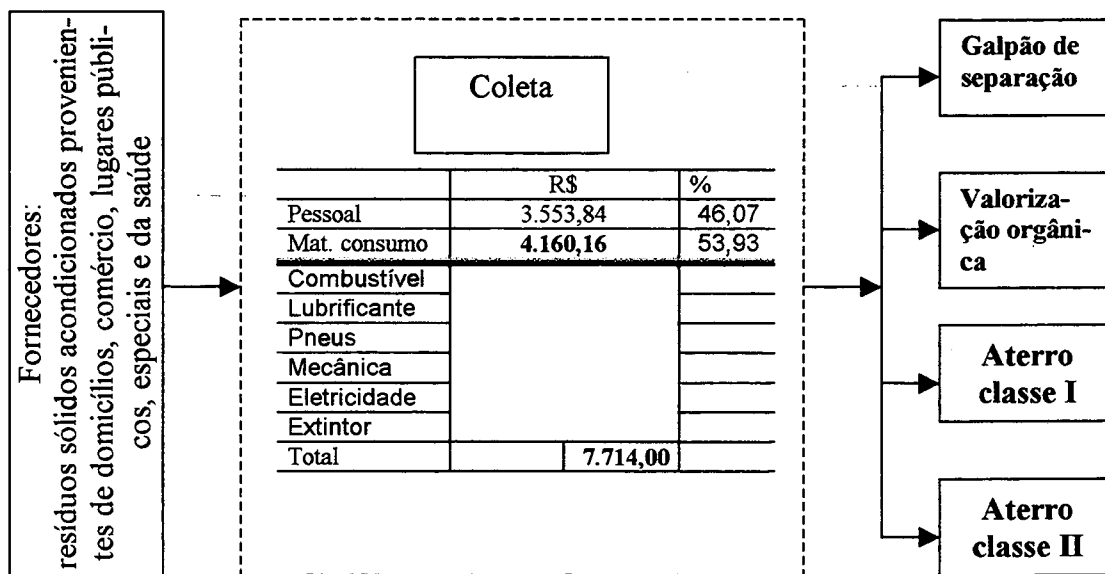 Fornecedores:
resíduos sólidos acondicionados provenien-
tes de domicílios, comércio, lugares públi-
cos, especiais e da saúde
Coleta
R$ %
Pessoal 3.553,84 46,07
Mat. consumo 4.160,16 53,93
Combustível
Lubrificante
Pneus
Mecânica
Eletricidade
Extintor
Total 7.714,00
Galpão de
separação
Valoriza-
ção orgâni-
ca
Aterro
classe I
Aterro
classe II